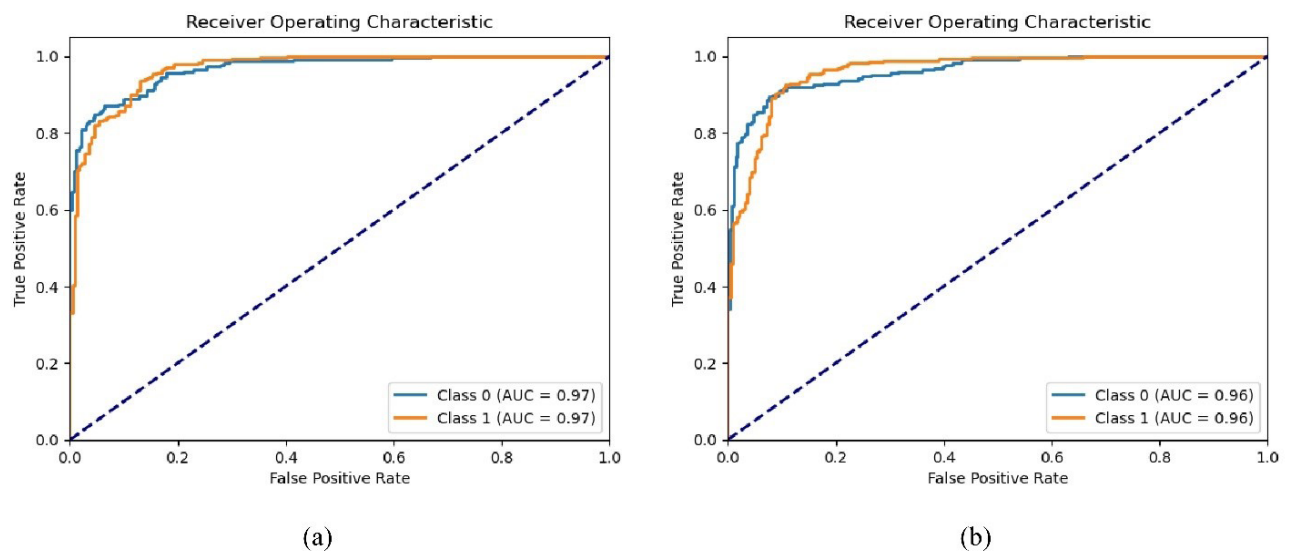 Receiver Operating Characteristic
1.0
0.8
0.6
0.4
0.2
0.0
True Positive Rate
0.0 0.2 0.4 0.6 0.8 1.0
False Positive Rate
Class 0 (AUC = 0.97)
Class 1 (AUC = 0.97)
(a)
Receiver Operating Characteristic
1.0
0.8
0.6
0.4
0.2
0.0
True Positive Rate
0.0 0.2 0.4 0.6 0.8 1.0
False Positive Rate
Class 0 (AUC = 0.96)
Class 1 (AUC = 0.96)
(b)